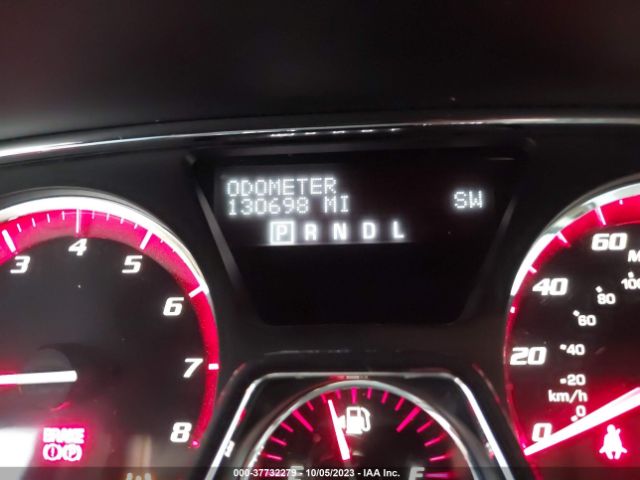 ODOMETER
130698 MI
SW
P R N D L
3 4 5 6 7 8
BRAKE
P
0 20 40 60
M
0 20 40 60 80 100
km/h
E F
000-37732279 - 10/05/2023 - IAA Inc.